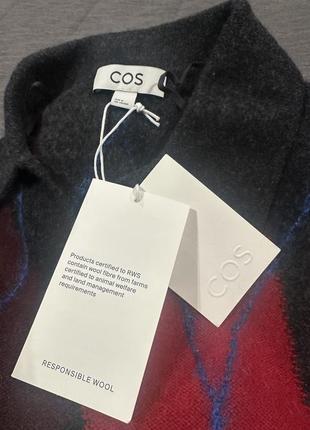 COS
Products certified to RWS
contain wool fibre from farms
certified to animal welfare
and land management
requirements
RESPONSIBLE WOOL
COS